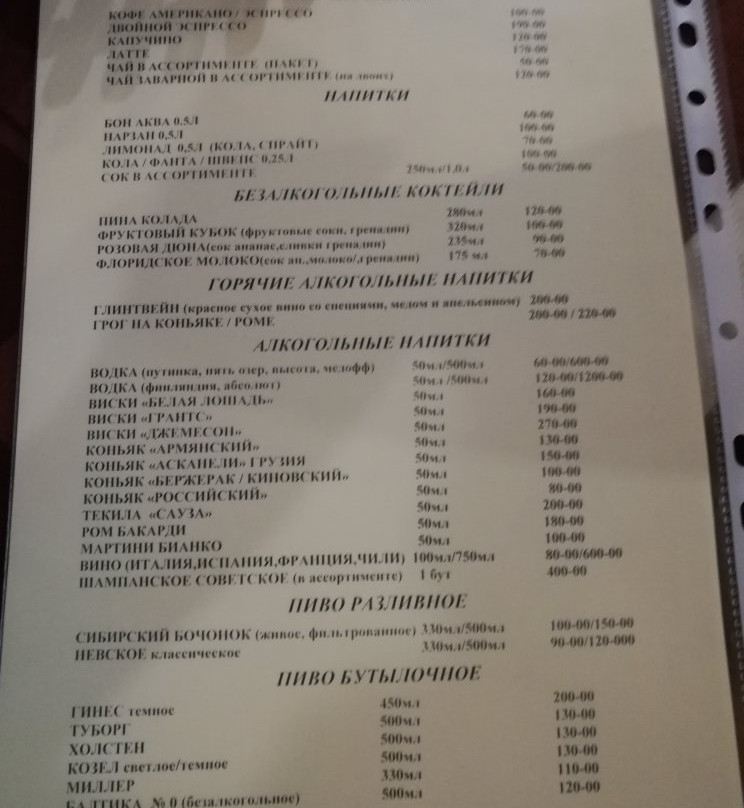 КОФЕ АМЕРИКАНО / ЭСПРЕССО 100-00
ДВОЙНОЙ ЭСПРЕССО 190-00
КАПУЧИНО 120-00
ЛАТТЕ 170-00
ЧАЙ В АССОРТИМЕНТЕ (ПАКЕТ) 50-00
ЧАЙ ЗАВАРНОЙ В АССОРТИМЕНТЕ (на двоих) 120-00
НАПИТКИ
БОН АКВА 0.5Л 60-00
НАРЗАН 0,5Л 100-00
ЛИМОНАД 0,5Л (КОЛА, СПРАЙТ) 70-00
КОЛА / ФАНТА / ШВЕПС 0,25Л 100-00
СОК В АССОРТИМЕНТЕ 250мл/1,0л 50-00/200-00
БЕЗАЛКОГОЛЬНЫЕ КОКТЕЙЛИ
ПИНА КОЛАДА 280мл 120-00
ФРУКТОВЫЙ КУБОК (фруктовые соки, гренадин) 320мл 100-00
РОЗОВАЯ ДЮНА(сок ананас,сливки гренадин) 235мл 90-00
ФЛОРИДСКОЕ МОЛОКО(сок ап.,молоко/,гренадин) 175 мл 70-00
ГОРЯЧИЕ АЛКОГОЛЬНЫЕ НАПИТКИ
ГЛИНТВЕЙН (красное сухое вино со специями, медом и апельсином) 200-00
ГРОГ НА КОНЬЯКЕ / РОМЕ 200-00 / 220-00
АЛКОГОЛЬНЫЕ НАПИТКИ
ВОДКА (путинка, пять озер, высота, медофф) 50мл/500мл 60-00/600-00
ВОДКА (финляндия, абсолют) 50мл /500мл 120-00/1200-00
ВИСКИ «БЕЛАЯ ЛОШАДЬ» 50мл 160-00
ВИСКИ «ГРАНТС» 50мл 190-00
ВИСКИ «ДЖЕМЕСОН» 50мл 270-00
КОНЬЯК «АРМЯНСКИЙ» 50мл 130-00
КОНЬЯК «АСКАНЕЛИ» ГРУЗИЯ 50мл 150-00
КОНЬЯК «БЕРЖЕРАК / КИНОВСКИЙ» 50мл 100-00
КОНЬЯК «РОССИЙСКИЙ» 50мл 80-00
ТЕКИЛА «САУЗА» 50мл 200-00
РОМ БАКАРДИ 50мл 180-00
МАРТИНИ БИАНКО 50мл 100-00
ВИНО (ИТАЛИЯ,ИСПАНИЯ,ФРАНЦИЯ,ЧИЛИ) 100мл/750мл 80-00/600-00
ШАМПАНСКОЕ СОВЕТСКОЕ (в ассортименте) 1 бут 400-00
ПИВО РАЗЛИВНОЕ
СИБИРСКИЙ БОЧОНОК (живое, фильтрованное) 330мл/500мл 100-00/150-00
НЕВСКОЕ классическое 330мл/500мл 90-00/120-000
ПИВО БУТЫЛОЧНОЕ
ГИНЕС темное 450мл 200-00
ТУБОРГ 500мл 130-00
ХОЛСТЕН 500мл 130-00
КОЗЕЛ светлое/темное 500мл 130-00
МИЛЛЕР 330мл 110-00
БАЛТИКА № 0 (безалкогольное) 500мл 120-00